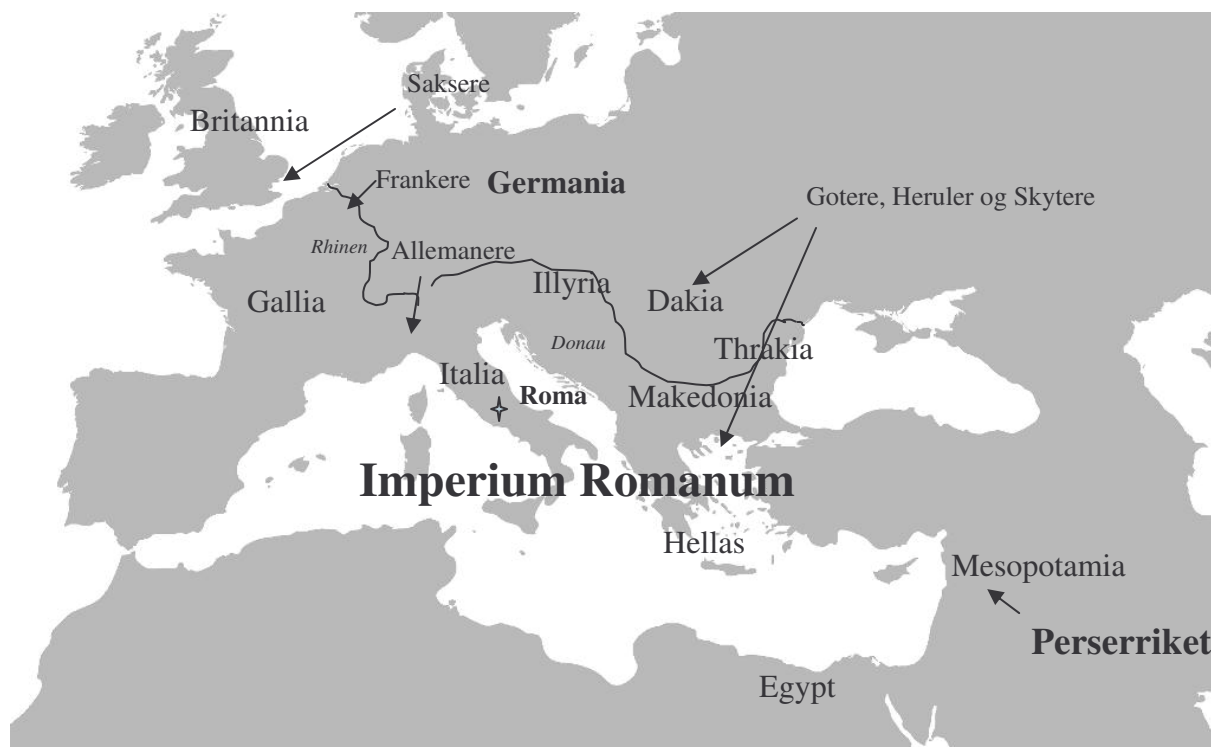 Saksere
Britannia
Frankere
Germania
Gotere, Heruler og Skytere
Rhinen
Allemanere
Illyria
Dakia
Gallia
Donau
Thrakia
Italia
Roma
Makedonia
Imperium Romanum
Hellas
Mesopotamia
Perserriket
Egypt